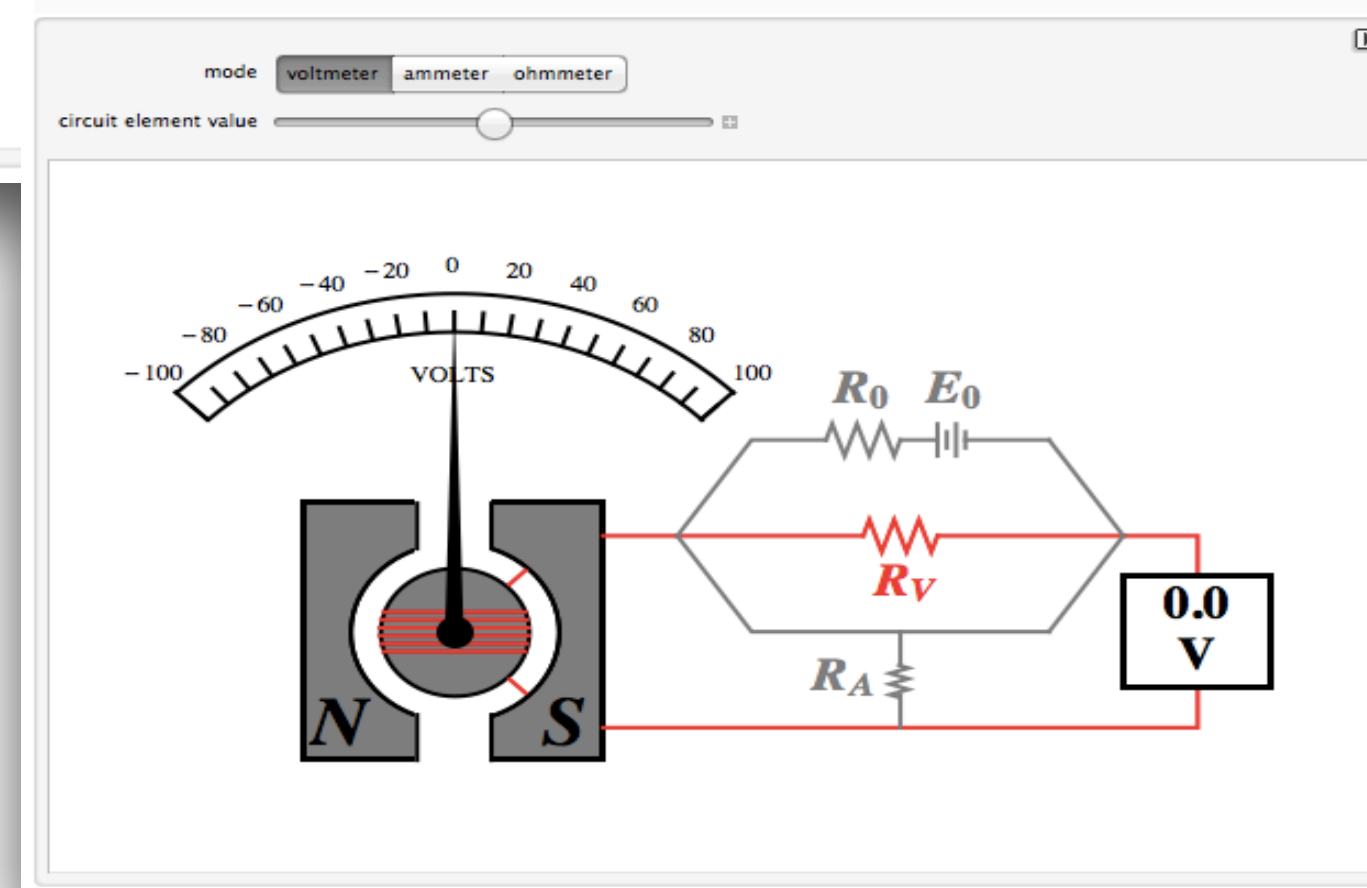 mode voltmeter ammeter ohmmeter
circuit element value
−100 −80 −60 −40 −20 0 20 40 60 80 100
VOLTS
R0 E0
RV
0.0
V
RA
N S